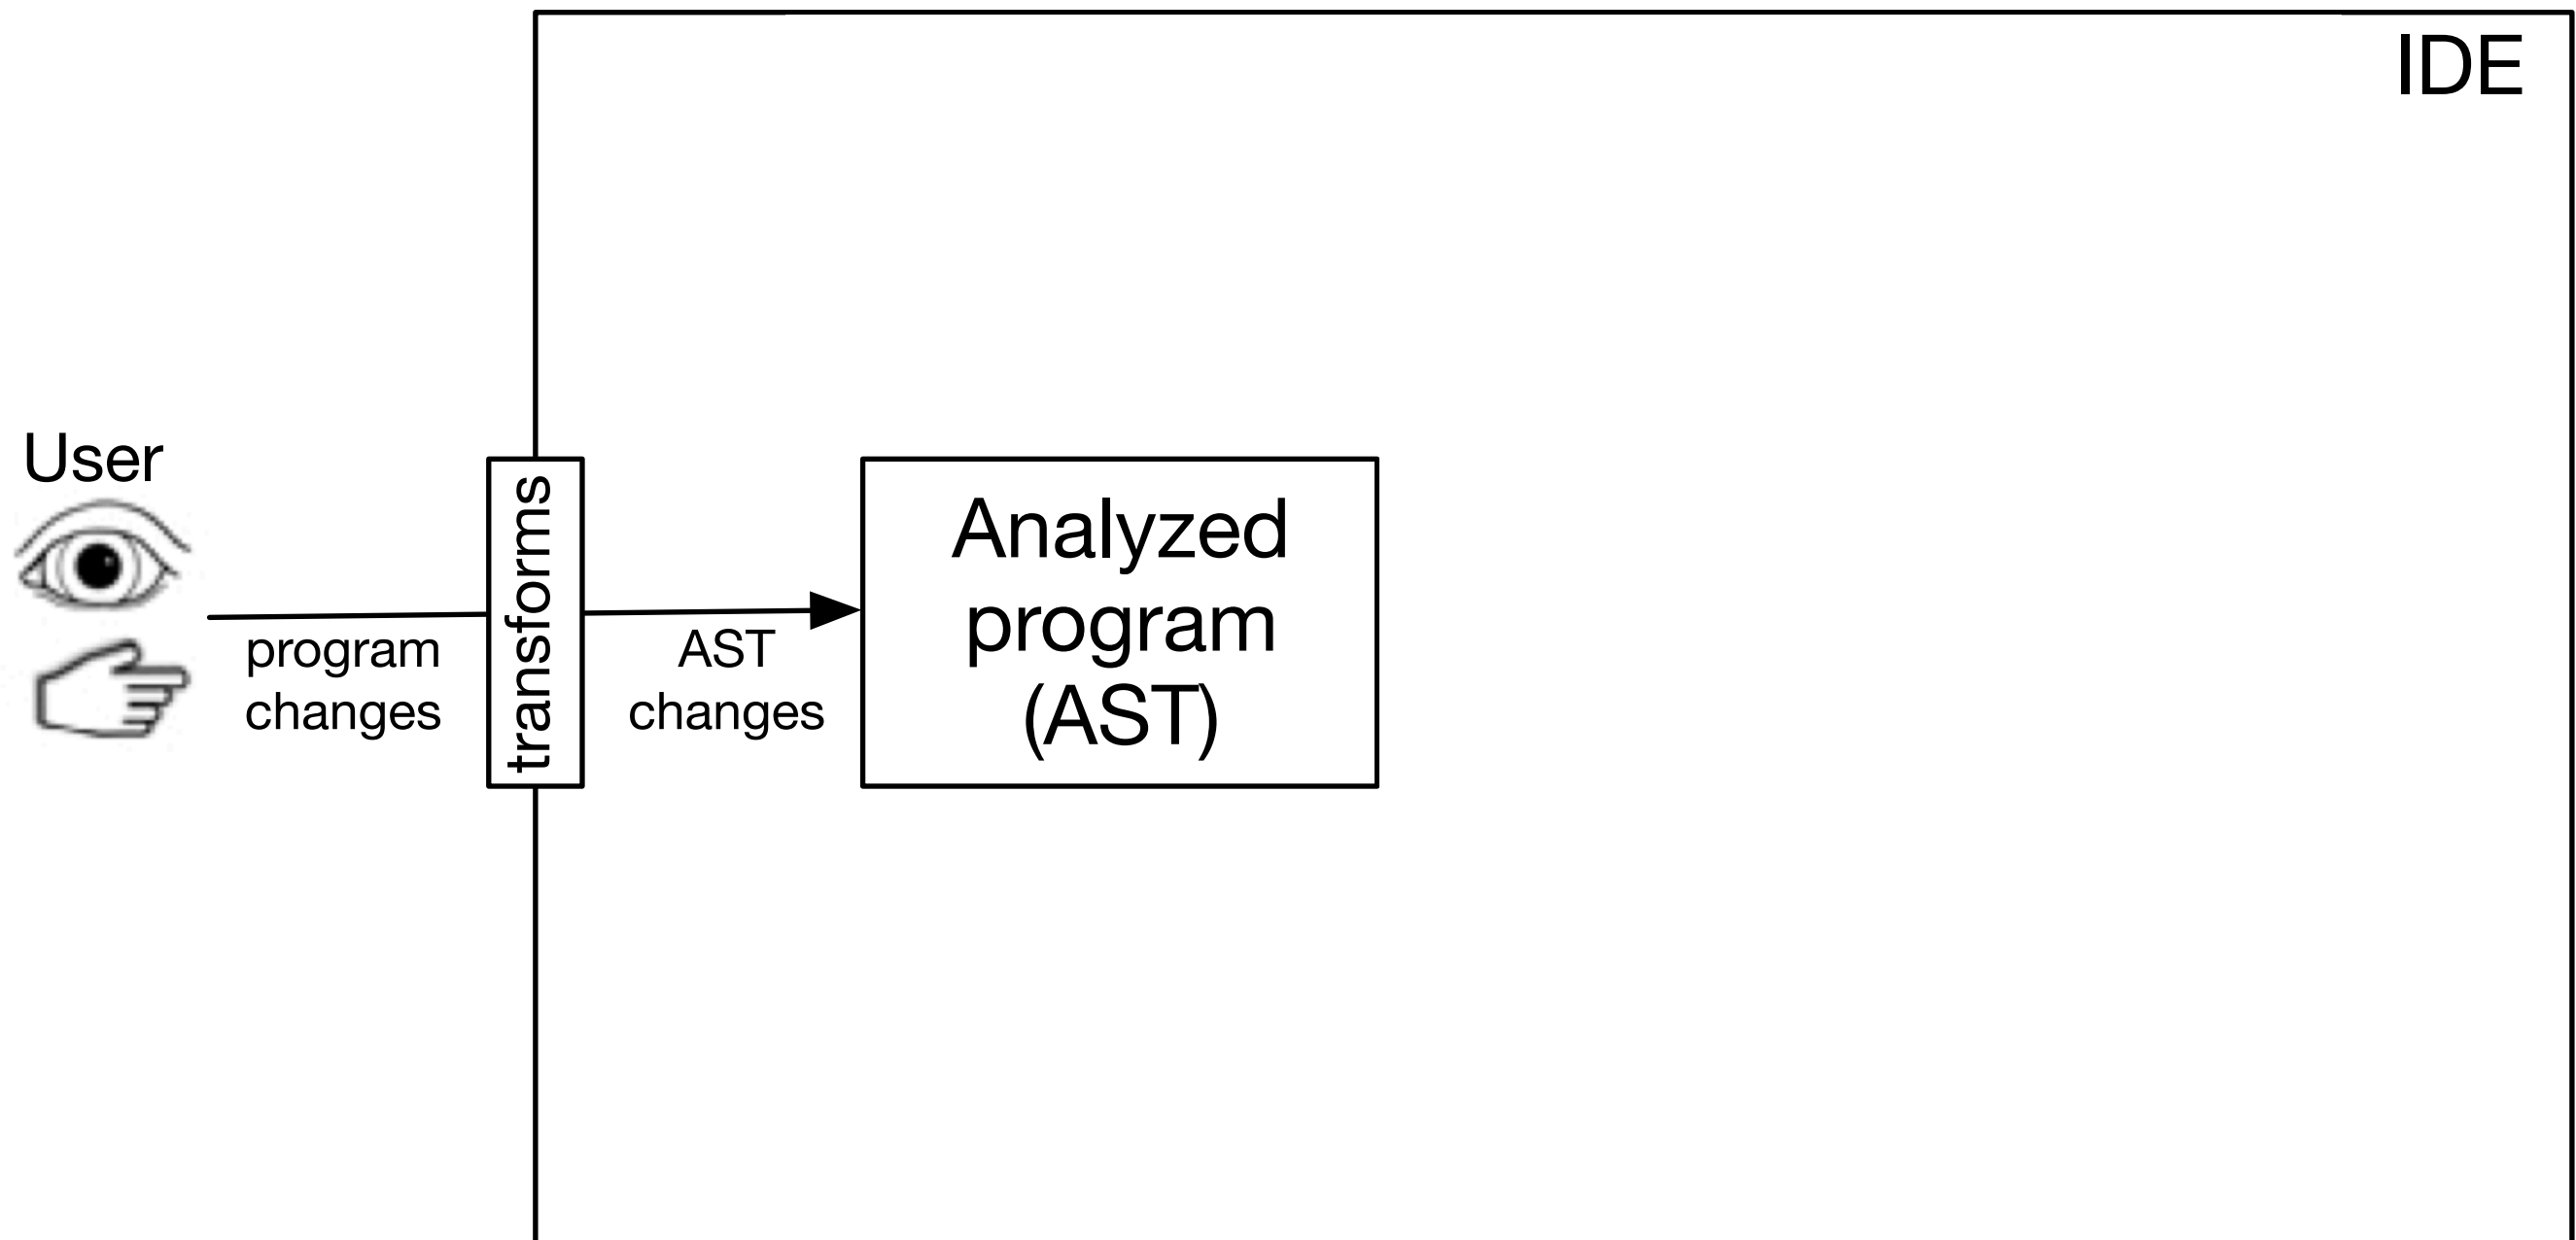 IDE
User
transforms
program
changes
AST
changes
Analyzed
program
(AST)